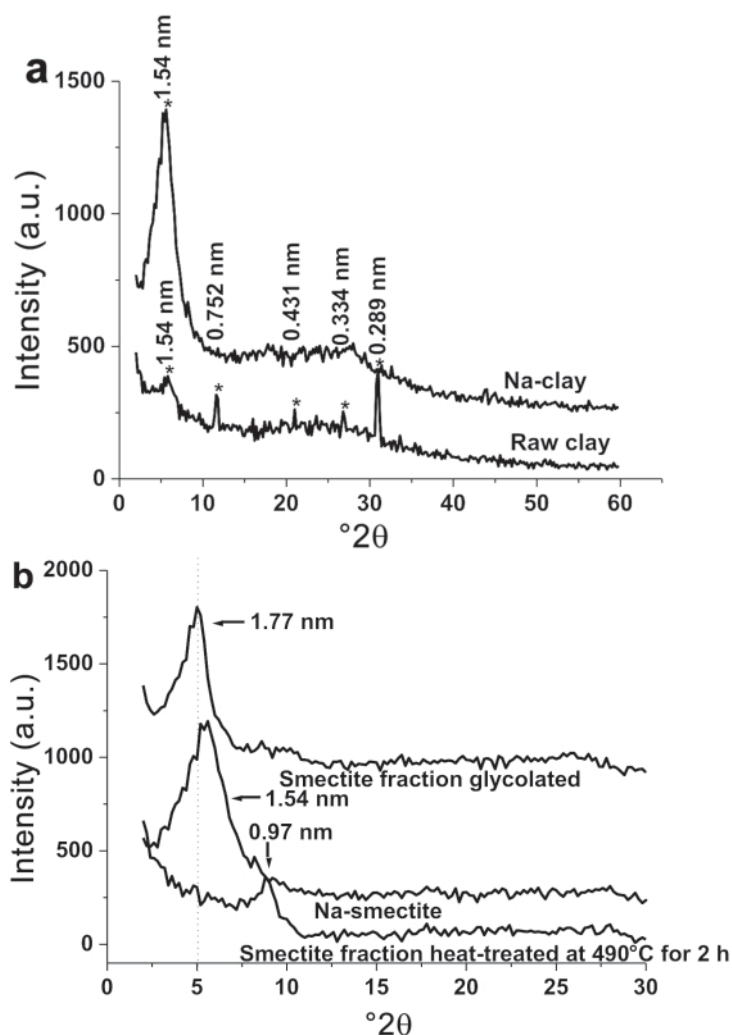 a
1.54 nm
*
1500
1000
500
0
Intensity (a.u.)
1.54 nm
*
0.752 nm
*
0.431 nm
*
0.334 nm
*
0.289 nm
*
Na-clay
Raw clay
0 10 20 30 40 50 60
°2θ
b
2000
1500
1000
500
0
Intensity (a.u.)
1.77 nm
Smectite fraction glycolated
1.54 nm
0.97 nm
Na-smectite
Smectite fraction heat-treated at 490°C for 2 h
0 5 10 15 20 25 30
°2θ